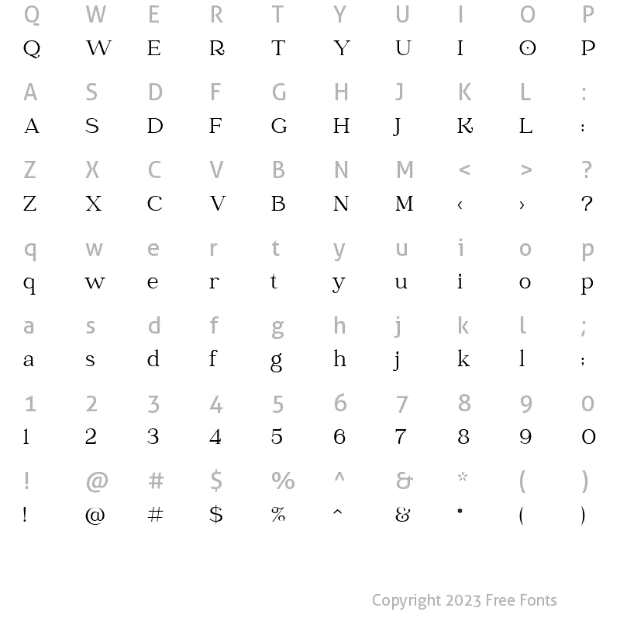 Q W E R T Y U I O P
Q W E R T Y U I O P
A S D F G H J K L :
A S D F G H J K L :
Z X C V B N M < > ?
Z X C V B N M ‹ › ?
q w e r t y u i o p
q w e r t y u i o p
a s d f g h j k l ;
a s d f g h j k l ;
1 2 3 4 5 6 7 8 9 0
1 2 3 4 5 6 7 8 9 0
! @ # $ % ^ & * ( )
! @ # $ % ^ & * ( )
Copyright 2023 Free Fonts